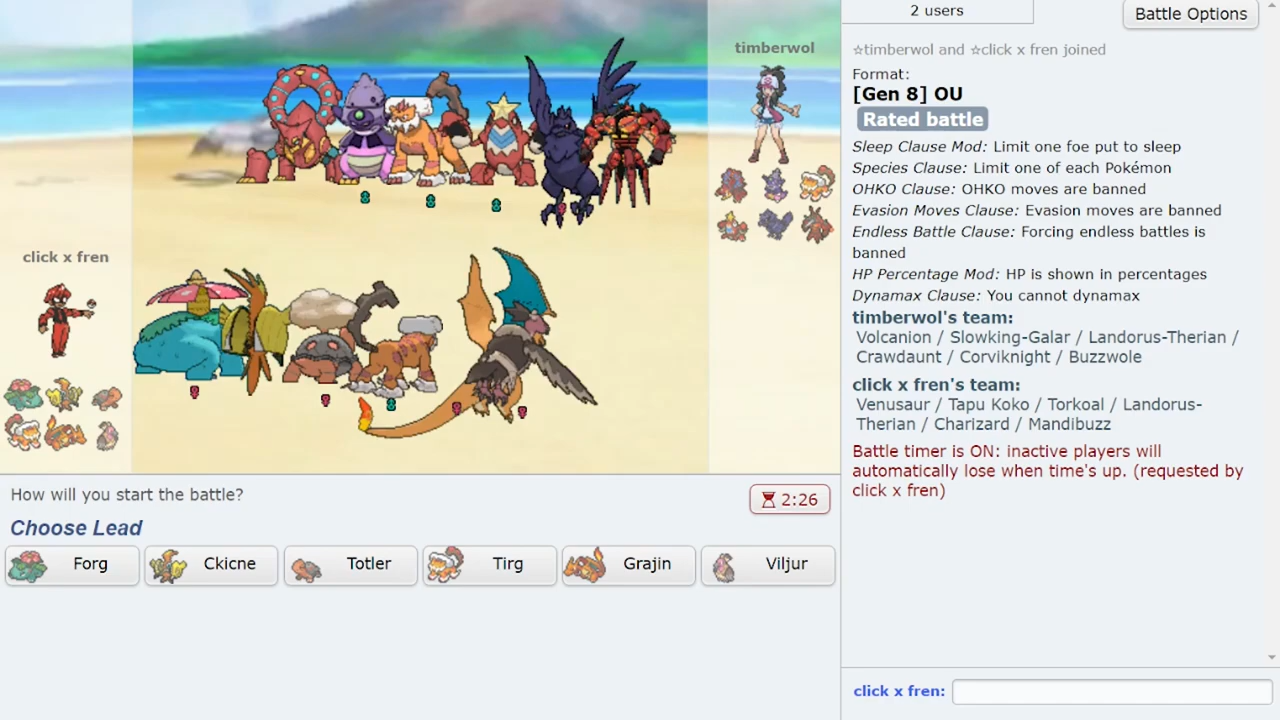 timberwol
click x fren
How will you start the battle?
2:26
Choose Lead
Forg
Ckicne
Totler
Tirg
Grajin
Viljur
2 users
Battle Options
☆timberwol and ☆click x fren joined
Format:
[Gen 8] OU
Rated battle
Sleep Clause Mod: Limit one foe put to sleep
Species Clause: Limit one of each Pokémon
OHKO Clause: OHKO moves are banned
Evasion Moves Clause: Evasion moves are banned
Endless Battle Clause: Forcing endless battles is
banned
HP Percentage Mod: HP is shown in percentages
Dynamax Clause: You cannot dynamax
timberwol's team:
Volcanion / Slowking-Galar / Landorus-Therian /
Crawdaunt / Corviknight / Buzzwole
click x fren's team:
Venusaur / Tapu Koko / Torkoal / Landorus-
Therian / Charizard / Mandibuzz
Battle timer is ON: inactive players will
automatically lose when time's up. (requested by
click x fren)
click x fren: